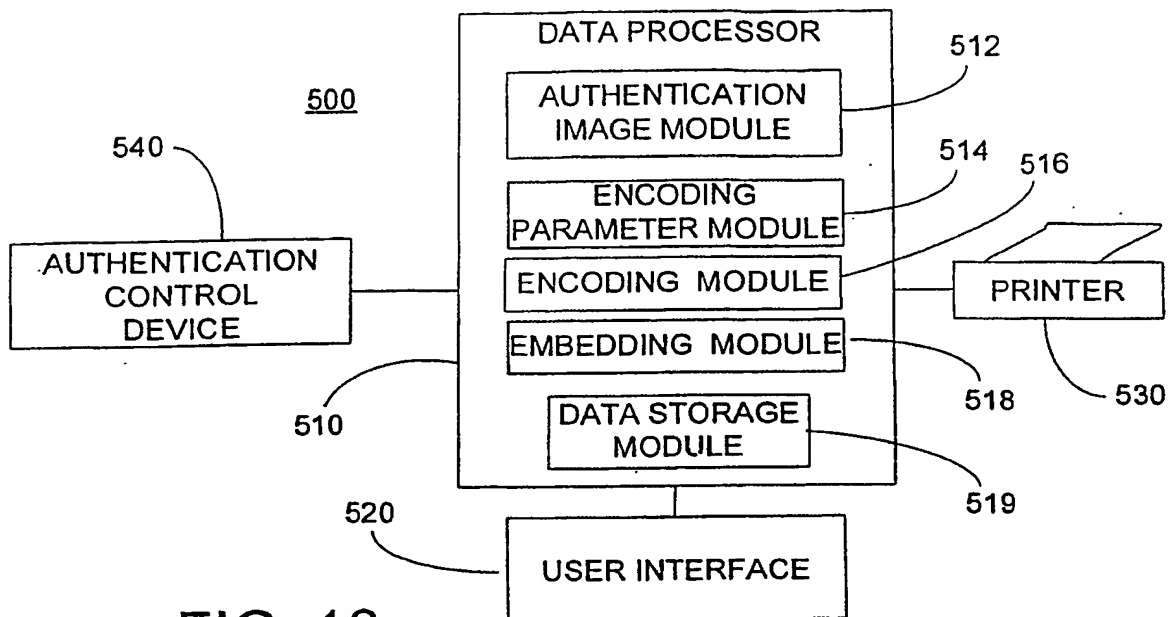 DATA PROCESSOR
512
500
AUTHENTICATION
IMAGE MODULE
540
514
516
ENCODING
PARAMETER MODULE
AUTHENTICATION
CONTROL
DEVICE
ENCODING MODULE
PRINTER
EMBEDDING MODULE
510
518
530
DATA STORAGE
MODULE
519
520
USER INTERFACE